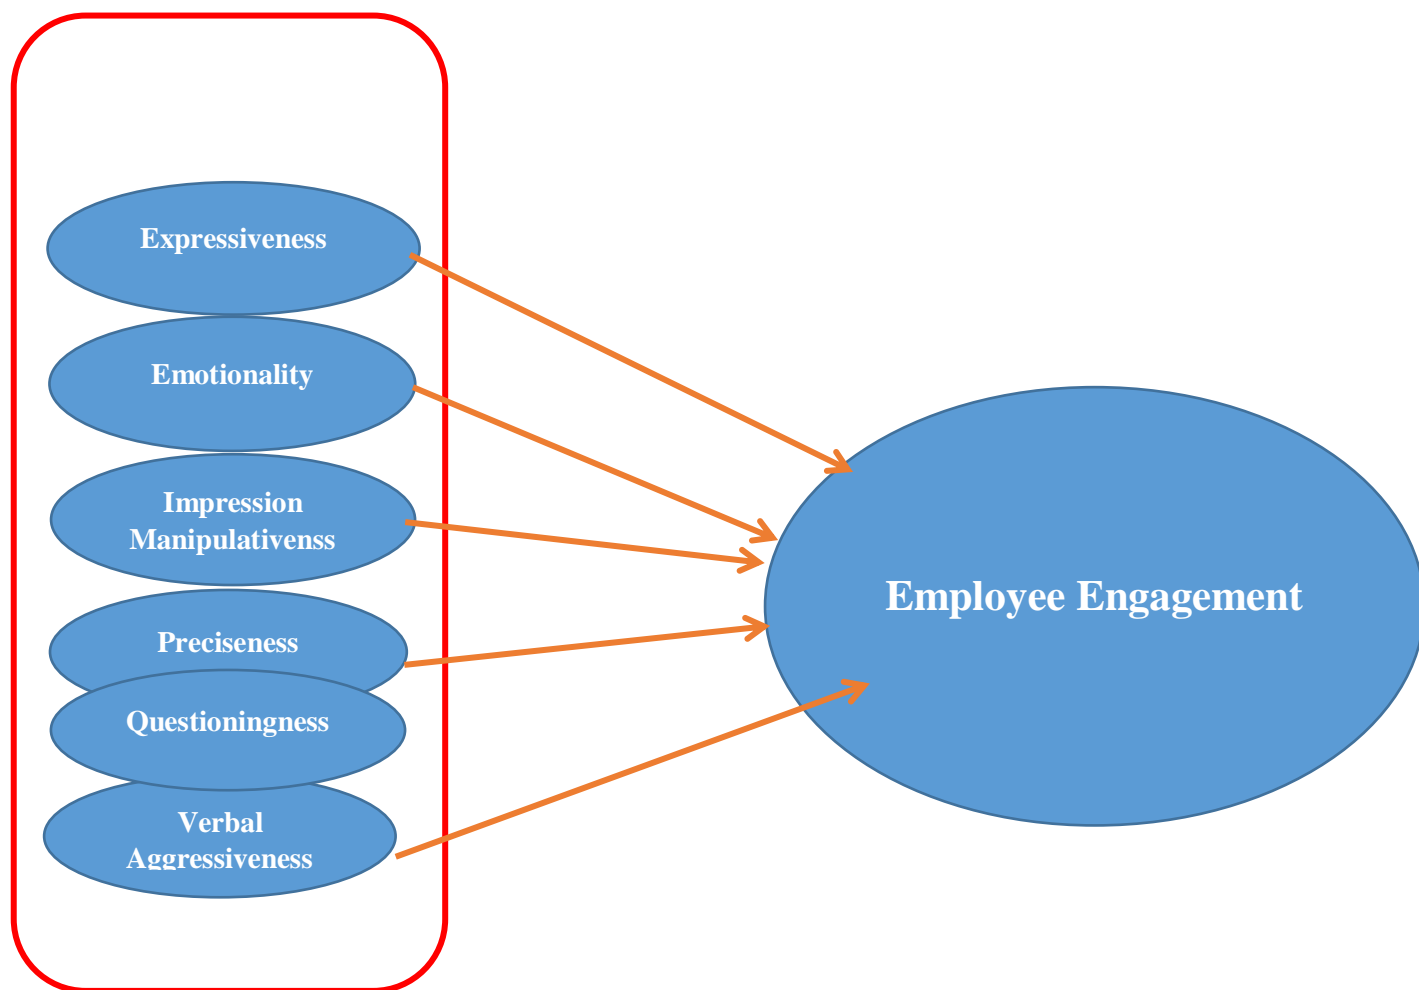 Expressiveness
Emotionality
Impression
Manipulativenss
Preciseness
Questioningness
Verbal
Aggressiveness
Employee Engagement